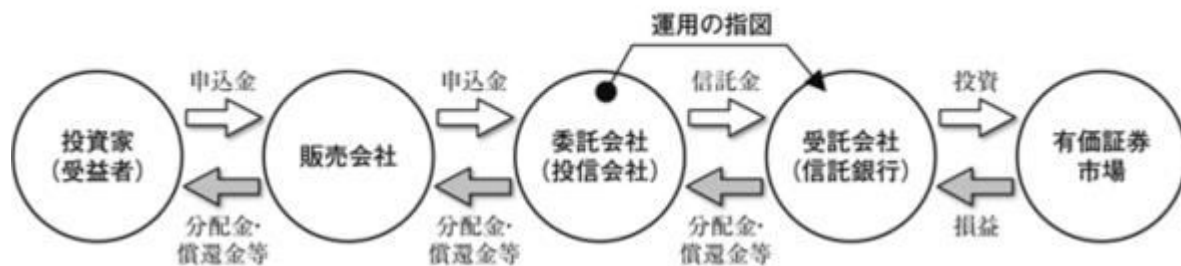 運用の指図
申込金
申込金
信託金
投資
投資家
(受益者)
販売会社
委託会社
(投信会社)
受託会社
(信託銀行)
有価証券
市場
分配金・
償還金等
分配金・
償還金等
分配金・
償還金等
損益